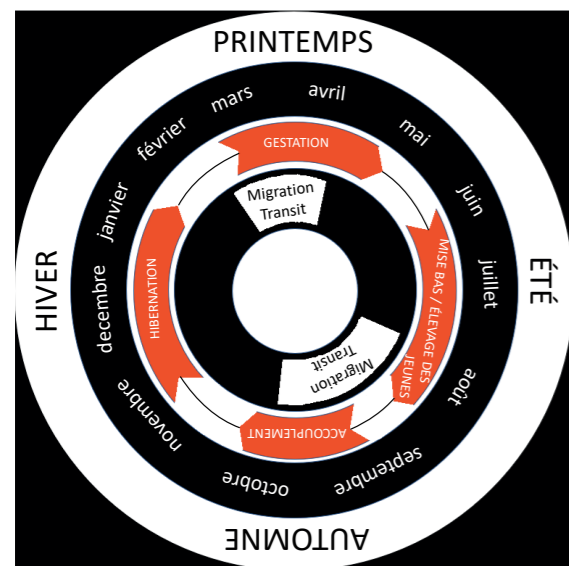 PRINTEMPS
ÉTÉ
AUTOMNE
HIVER
janvier
février
mars
avril
mai
juin
juillet
août
septembre
octobre
novembre
decembre
GESTATION
MISE BAS / ÉLEVAGE DES
JEUNES
ACCOUPLEMENT
HIBERNATION
Migration
Transit
Migration
Transit